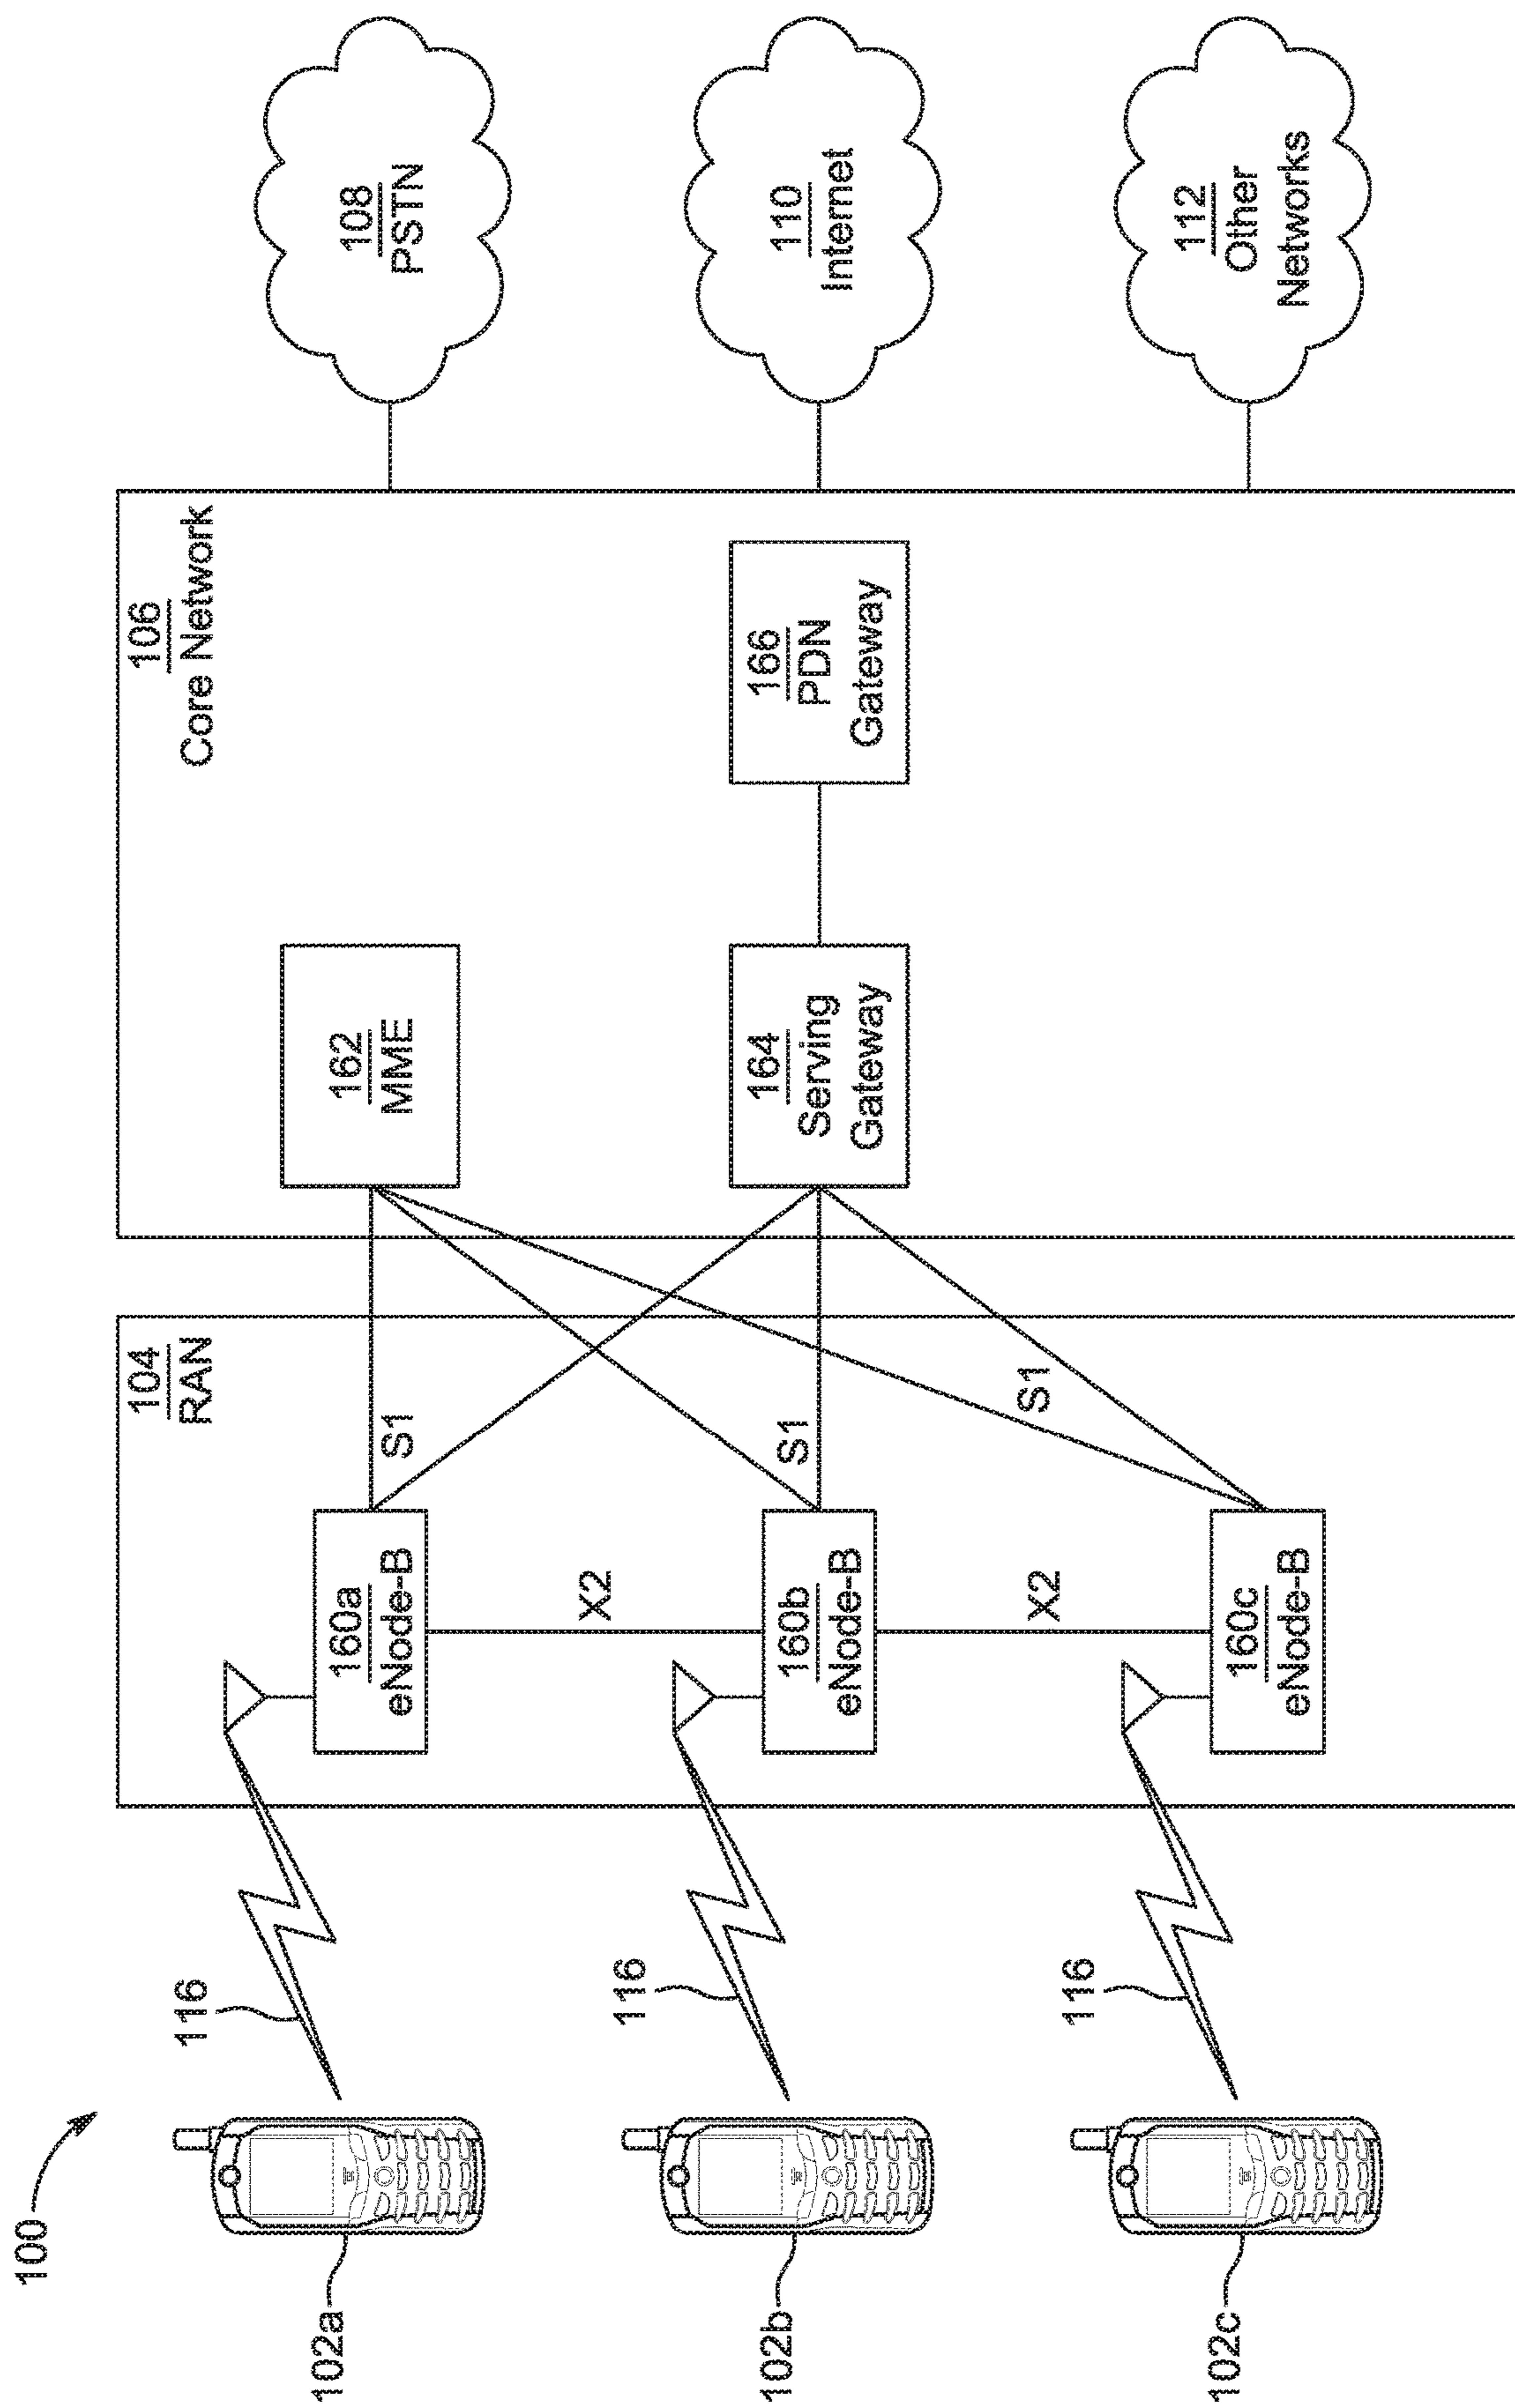 100
102a
116
102b
116
102c
116
104
RAN
160a
eNode-B
X2
160b
eNode-B
X2
160c
eNode-B
S1
S1
S1
106
Core Network
162
MME
164
Serving
Gateway
166
PDN
Gateway
108
PSTN
110
Internet
112
Other
Networks